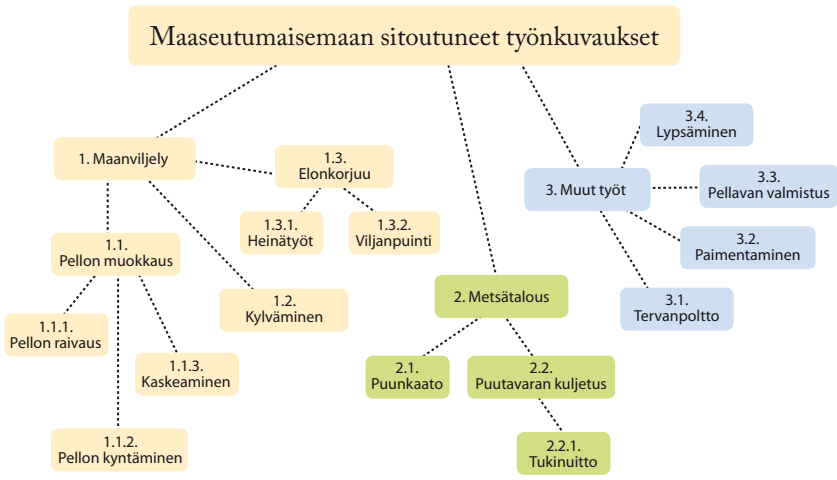 Maaseutumaisemaan sitoutuneet työnkuvaukset
1. Maanviljely
1.1.
Pellon muokkaus
1.1.1.
Pellon raivaus
1.1.2.
Pellon kyntäminen
1.1.3.
Kaskeaminen
1.2.
Kylväminen
1.3.
Elonkorjuu
1.3.1.
Heinätyöt
1.3.2.
Viljanpuinti
2. Metsätalous
2.1.
Puunkaato
2.2.
Puutavaran kuljetus
2.2.1.
Tukinuitto
3. Muut työt
3.4.
Lypsäminen
3.3.
Pellavan valmistus
3.2.
Paimentaminen
3.1.
Tervanpoltto